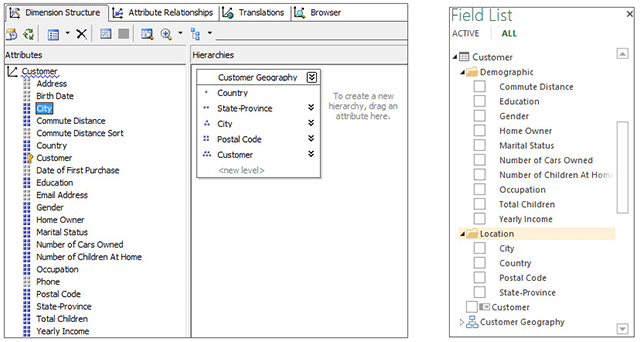 Dimension Structure
Attribute Relationships
Translations
Browser
Attributes
Customer
Address
Birth Date
City
Commute Distance
Commute Distance Sort
Country
Customer
Date of First Purchase
Education
Email Address
Gender
Home Owner
Marital Status
Number of Cars Owned
Number of Children At Home
Occupation
Phone
Postal Code
State-Province
Total Children
Yearly Income
Hierarchies
Customer Geography
Country
State-Province
City
Postal Code
Customer
<new level>
To create a new
hierarchy, drag an
attribute here.
Field List
ACTIVE ALL
Customer
Demographic
Commute Distance
Education
Gender
Home Owner
Marital Status
Number of Cars Owned
Number of Children At Hom
Occupation
Total Children
Yearly Income
Location
City
Country
Postal Code
State-Province
Customer
Customer Geography